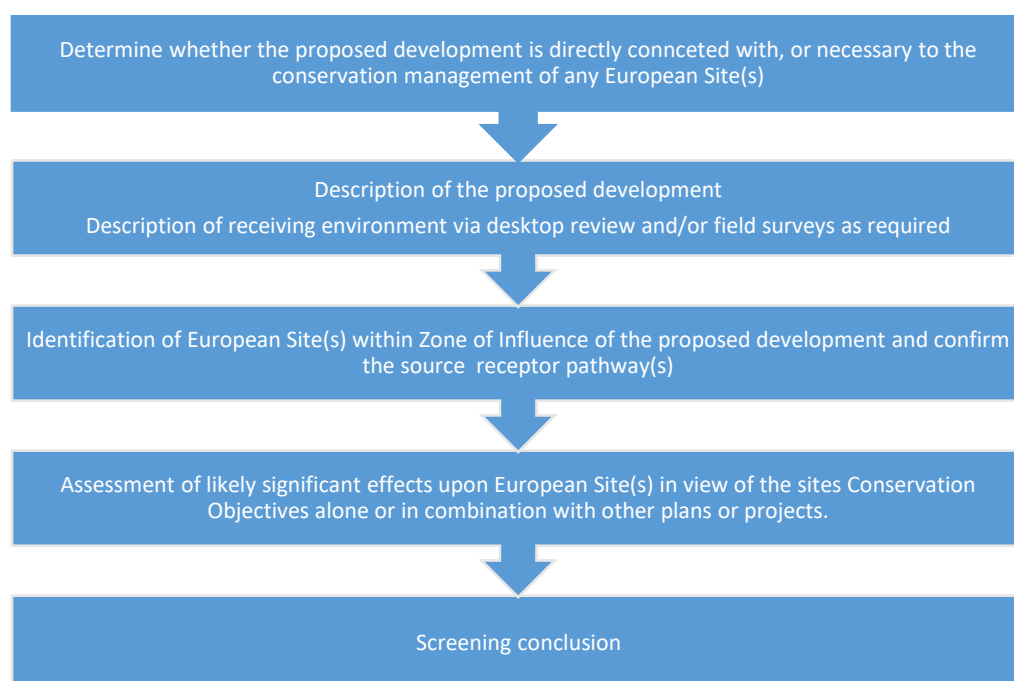 Determine whether the proposed development is directly connceted with, or necessary to the
conservation management of any European Site(s)
Description of the proposed development
Description of receiving environment via desktop review and/or field surveys as required
Identification of European Site(s) within Zone of Influence of the proposed development and confirm
the source  receptor pathway(s)
Assessment of likely significant effects upon European Site(s) in view of the sites Conservation
Objectives alone or in combination with other plans or projects.
Screening conclusion